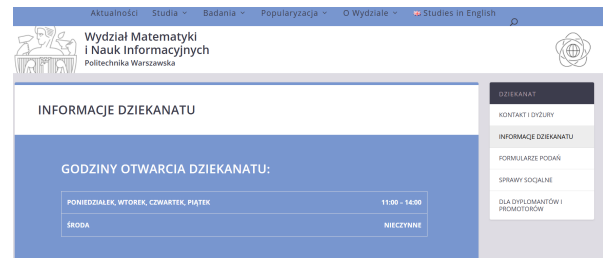 Aktualności Studia Badania Popularyzacja O Wydziale Studies in English
Wydział Matematyki
i Nauk Informacyjnych
Politechnika Warszawska
INFORMACJE DZIEKANATU
GODZINY OTWARCIA DZIEKANATU:
PONIEDZIAŁEK, WTOREK, CZWARTEK, PIĄTEK 11:00 – 14:00
ŚRODA NIECZYNNE
DZIEKANAT
KONTAKT I DYŻURY
INFORMACJE DZIEKANATU
FORMULARZE PODAŃ
SPRAWY SOCJALNE
DLA DYPLOMANTÓW I
PROMOTORÓW